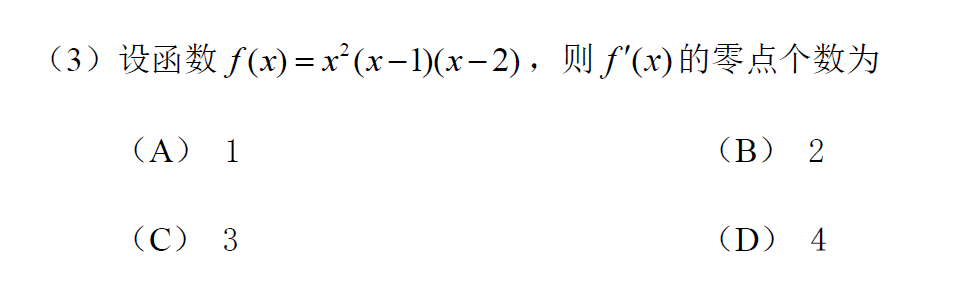 （3）设函数 f(x)=x²(x−1)(x−2)，则 f′(x)的零点个数为
（A） 1 （B） 2
（C） 3 （D） 4